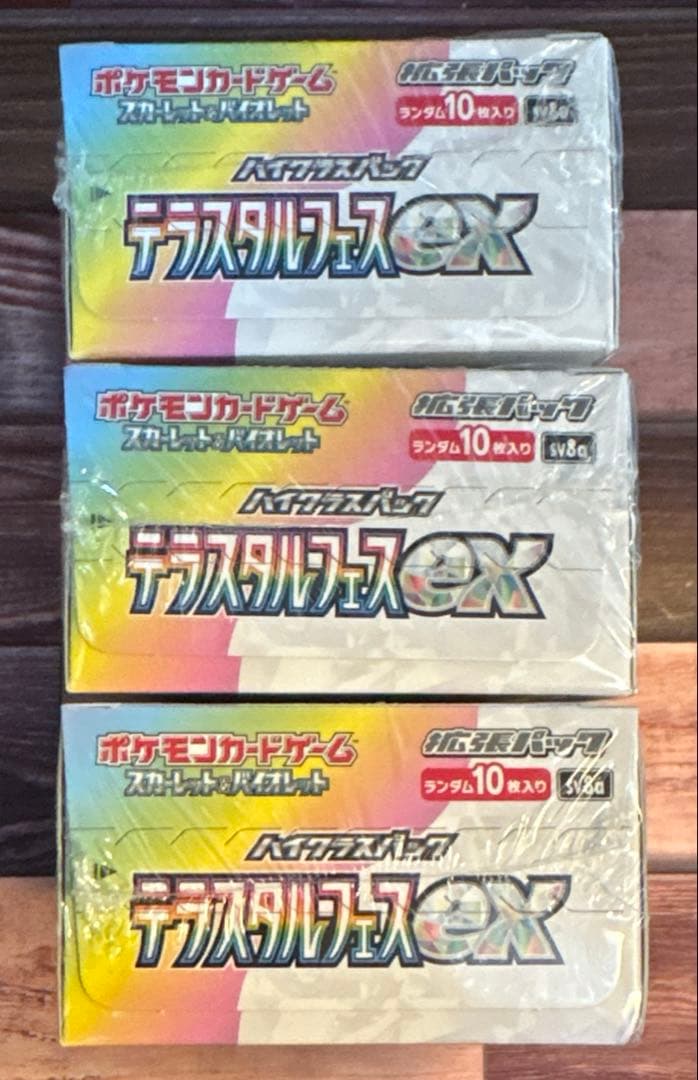 ポケモンカードゲーム
スカーレット&バイオレット
拡張パック
ランダム10枚入り sv8a
ハイクラスパック
テラスタルフェスex
ポケモンカードゲーム
スカーレット&バイオレット
拡張パック
ランダム10枚入り sv8a
ハイクラスパック
テラスタルフェスex
ポケモンカードゲーム
スカーレット&バイオレット
拡張パック
ランダム10枚入り sv8a
ハイクラスパック
テラスタルフェスex